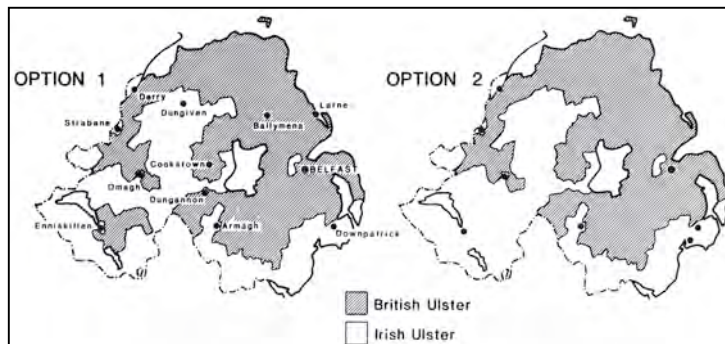 OPTION 1
OPTION 2
Derry
Dungiven
Larne
Strabane
Ballymena
Cookstown
BELFAST
Omagh
Dungannon
Enniskillen
Armagh
Downpatrick
British Ulster
Irish Ulster